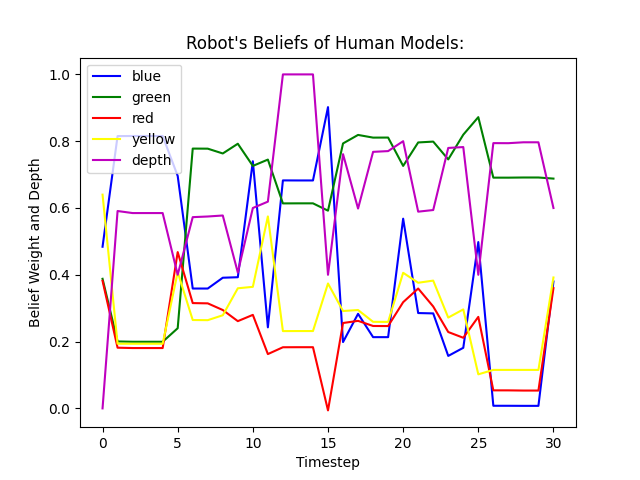 Robot's Beliefs of Human Models:
blue
green
red
yellow
depth
1.0
0.8
0.6
0.4
0.2
0.0
Belief Weight and Depth
0
5
10
15
20
25
30
Timestep